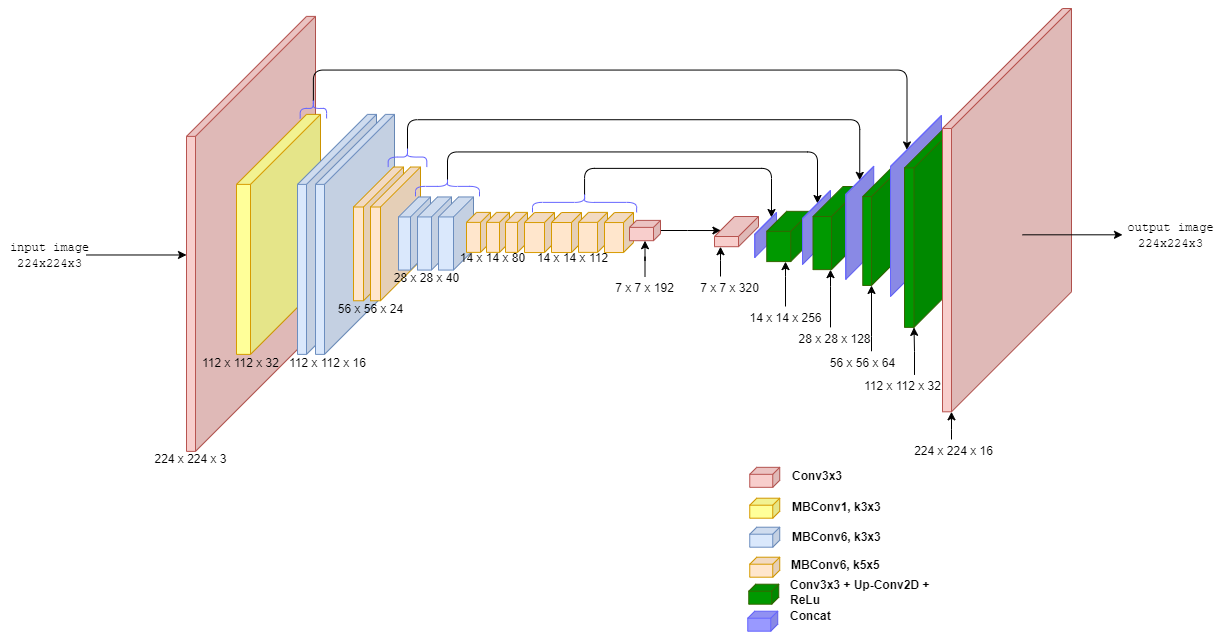 input image
224x224x3
224 x 224 x 3
112 x 112 x 32
112 x 112 x 16
56 x 56 x 24
28 x 28 x 40
14 x 14 x 80
14 x 14 x 112
7 x 7 x 192
7 x 7 x 320
14 x 14 x 256
28 x 28 x 128
56 x 56 x 64
112 x 112 x 32
224 x 224 x 16
output image
224x224x3
Conv3x3
MBConv1, k3x3
MBConv6, k3x3
MBConv6, k5x5
Conv3x3 + Up-Conv2D +
ReLu
Concat